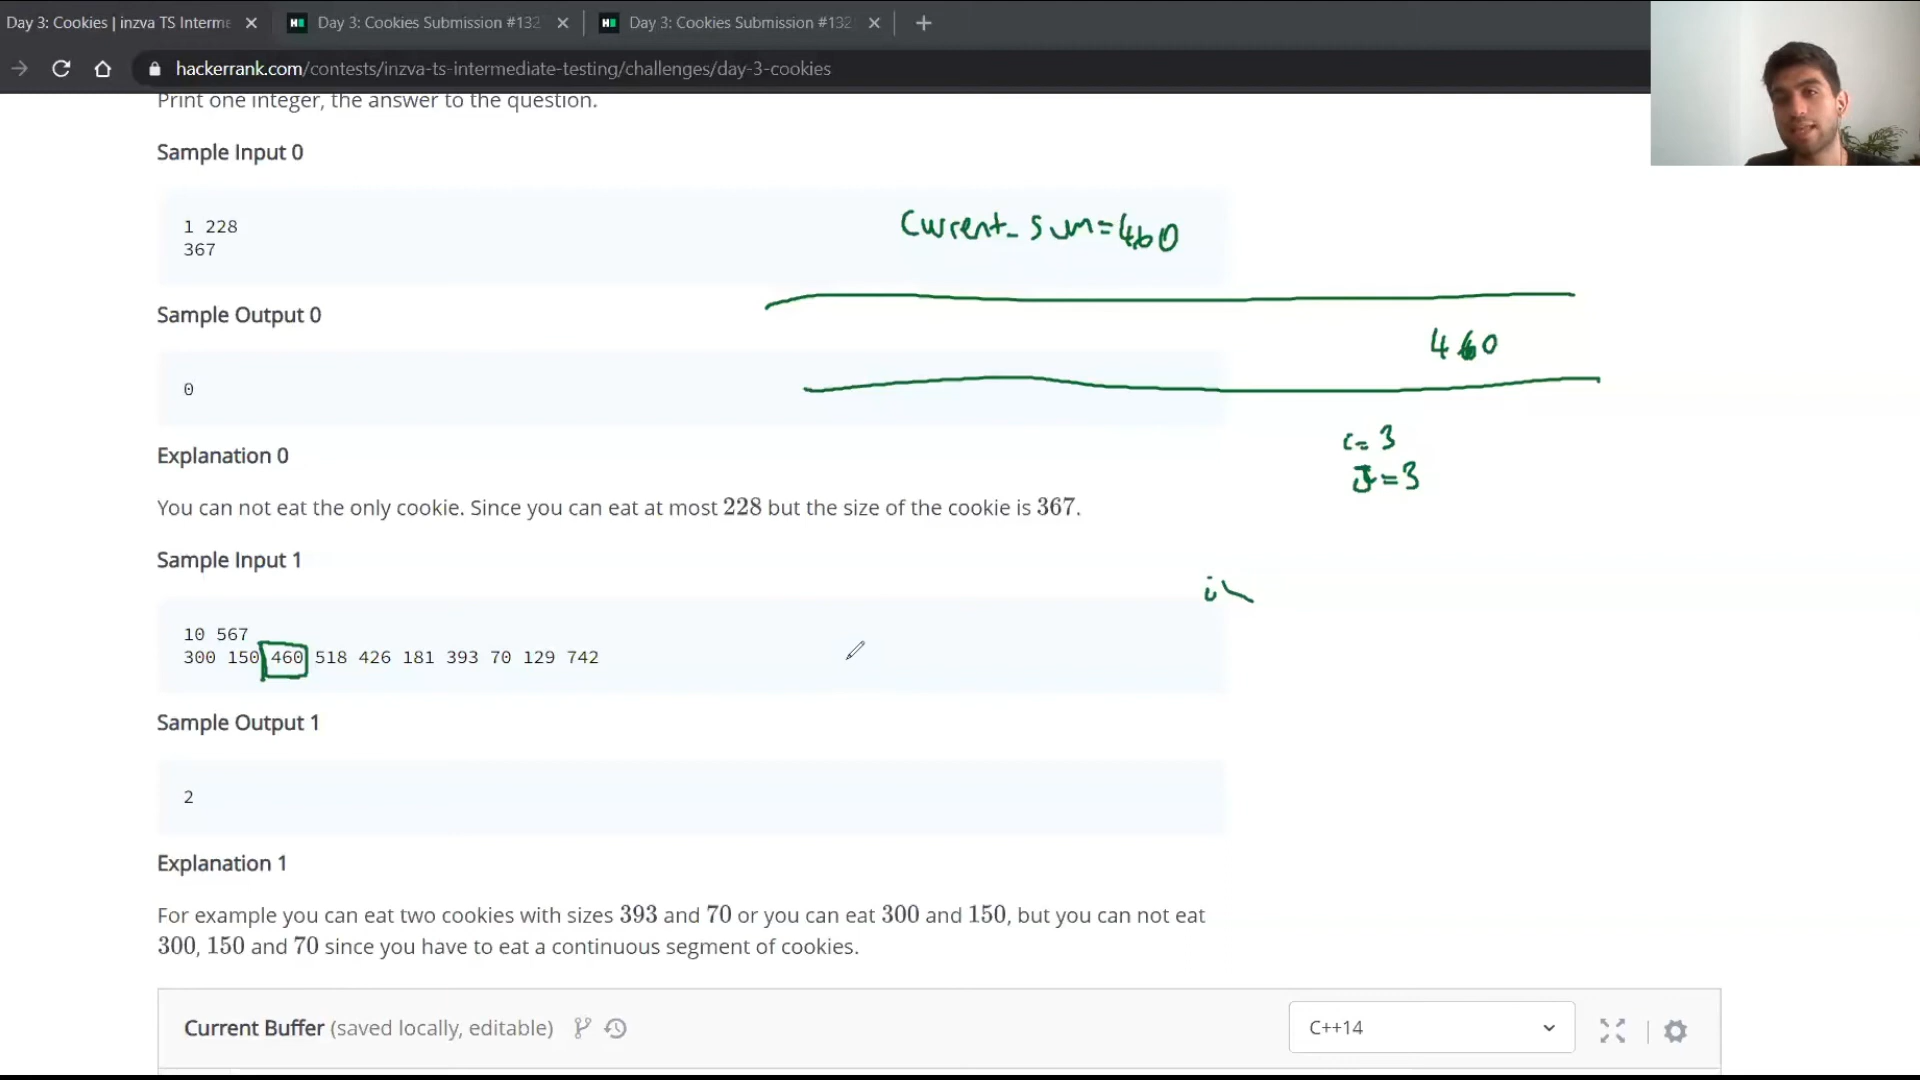 Day 3: Cookies | inzva TS Interme
Day 3: Cookies Submission #132
Day 3: Cookies Submission #132
hackerrank.com/contests/inzva-ts-intermediate-testing/challenges/day-3-cookies
Print one integer, the answer to the question.
Sample Input 0
1 228
367
Current_sum=460
Sample Output 0
460
0
i=3
J=3
Explanation 0
You can not eat the only cookie. Since you can eat at most 228 but the size of the cookie is 367.
Sample Input 1
10 567
300 150 460 518 426 181 393 70 129 742
Sample Output 1
2
Explanation 1
For example you can eat two cookies with sizes 393 and 70 or you can eat 300 and 150, but you can not eat
300, 150 and 70 since you have to eat a continuous segment of cookies.
Current Buffer (saved locally, editable)
C++14